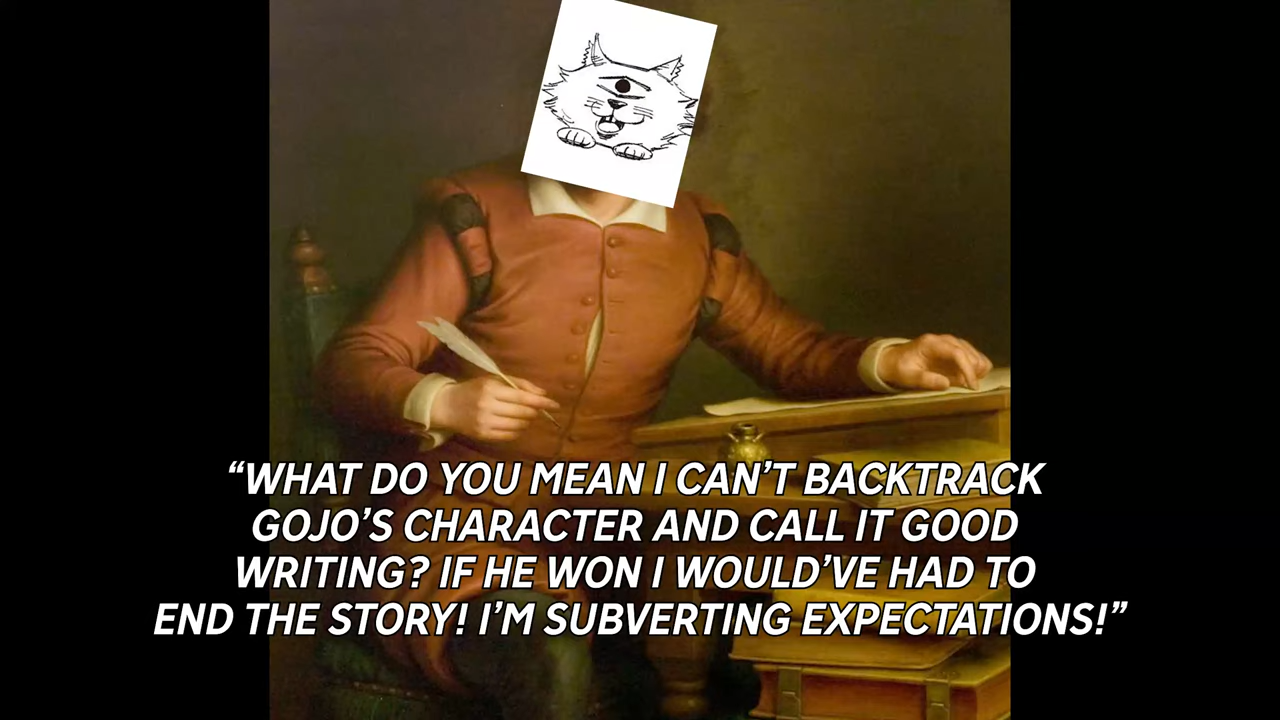 “WHAT DO YOU MEAN I CAN’T BACKTRACK
GOJO’S CHARACTER AND CALL IT GOOD
WRITING? IF HE WON I WOULD’VE HAD TO
END THE STORY! I’M SUBVERTING EXPECTATIONS!”